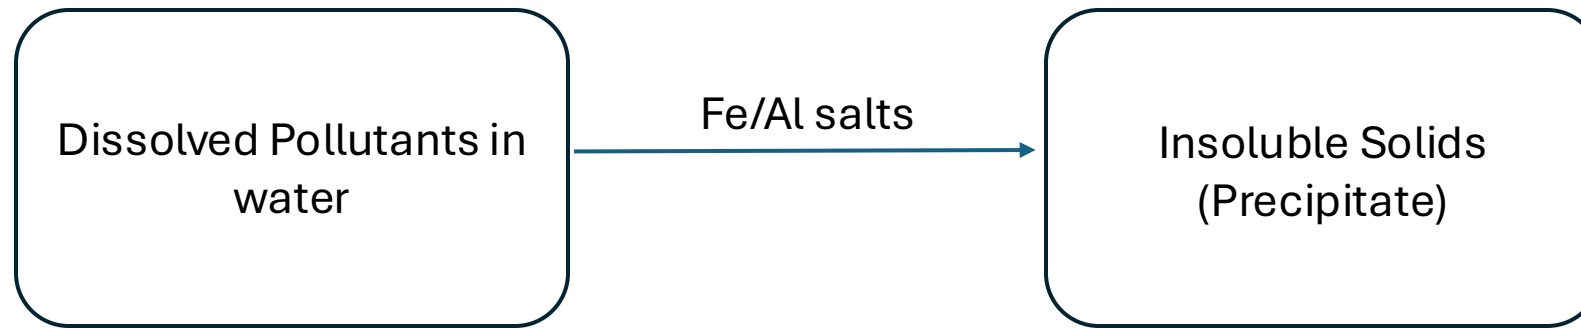 Dissolved Pollutants in
water
Fe/Al salts
Insoluble Solids
(Precipitate)